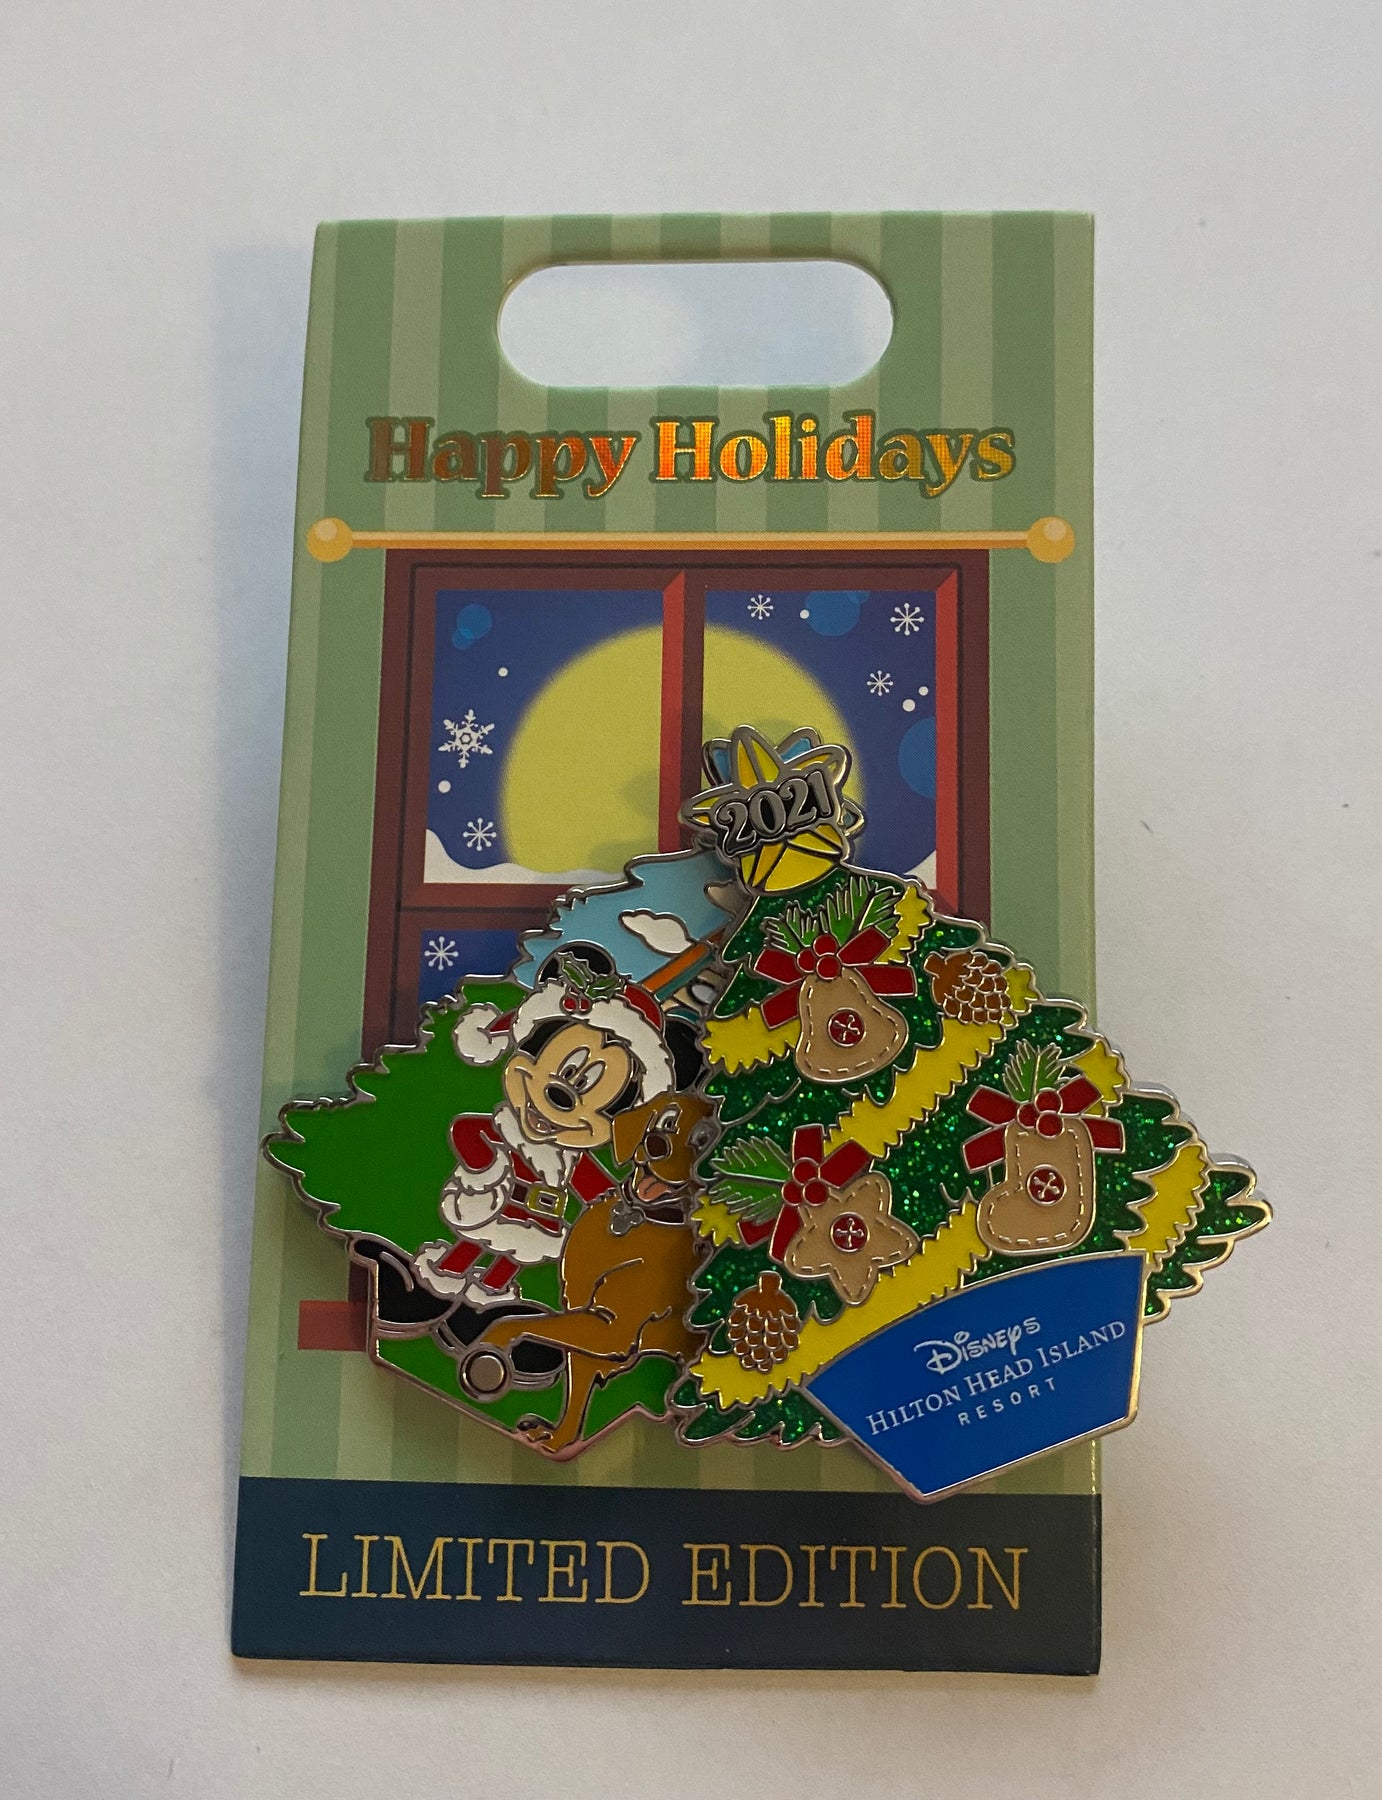 Happy Holidays
2021
Disney's
Hilton Head Island
RESORT
LIMITED EDITION